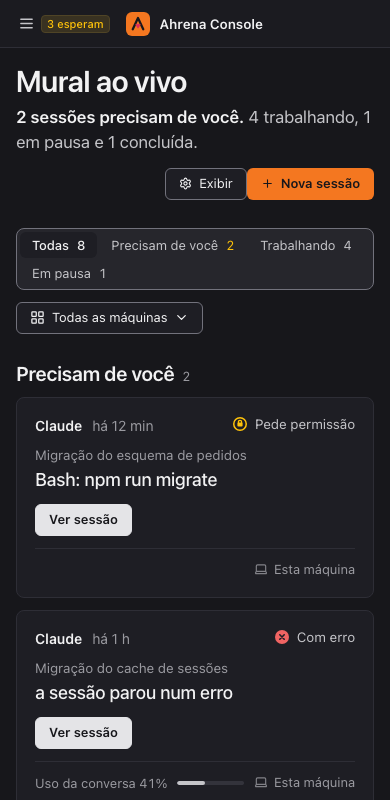 3 esperam
Ahrena Console
Mural ao vivo
2 sessões precisam de você. 4 trabalhando, 1
em pausa e 1 concluída.
Exibir
Nova sessão
Todas 8
Precisam de você 2
Trabalhando 4
Em pausa 1
Todas as máquinas
Precisam de você 2
Claude há 12 min
Pede permissão
Migração do esquema de pedidos
Bash: npm run migrate
Ver sessão
Esta máquina
Claude há 1 h
Com erro
Migração do cache de sessões
a sessão parou num erro
Ver sessão
Uso da conversa 41%
Esta máquina